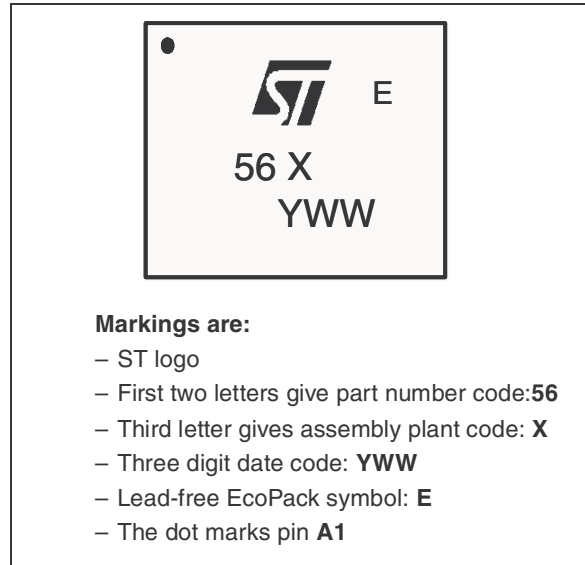 ST E
56 X
YWW
Markings are:
– ST logo
– First two letters give part number code:56
– Third letter gives assembly plant code: X
– Three digit date code: YWW
– Lead-free EcoPack symbol: E
– The dot marks pin A1